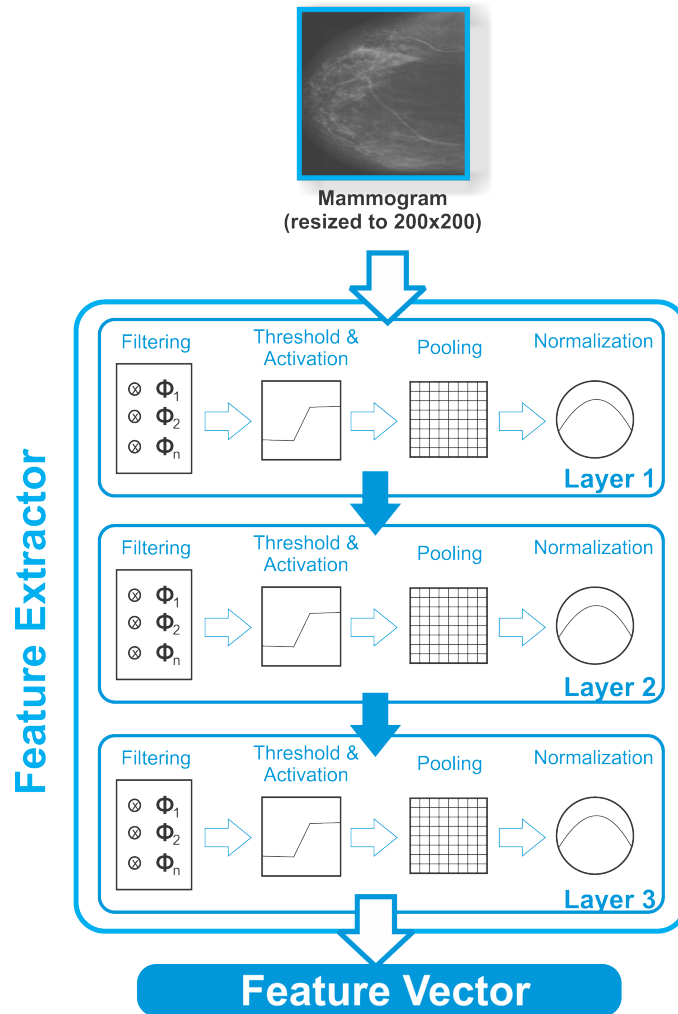 Mammogram
(resized to 200x200)
Feature Extractor
Filtering
Threshold &
Activation
Pooling
Normalization
ⓧ Φ1
ⓧ Φ2
ⓧ Φn
Layer 1
Filtering
Threshold &
Activation
Pooling
Normalization
ⓧ Φ1
ⓧ Φ2
ⓧ Φn
Layer 2
Filtering
Threshold &
Activation
Pooling
Normalization
ⓧ Φ1
ⓧ Φ2
ⓧ Φn
Layer 3
Feature Vector